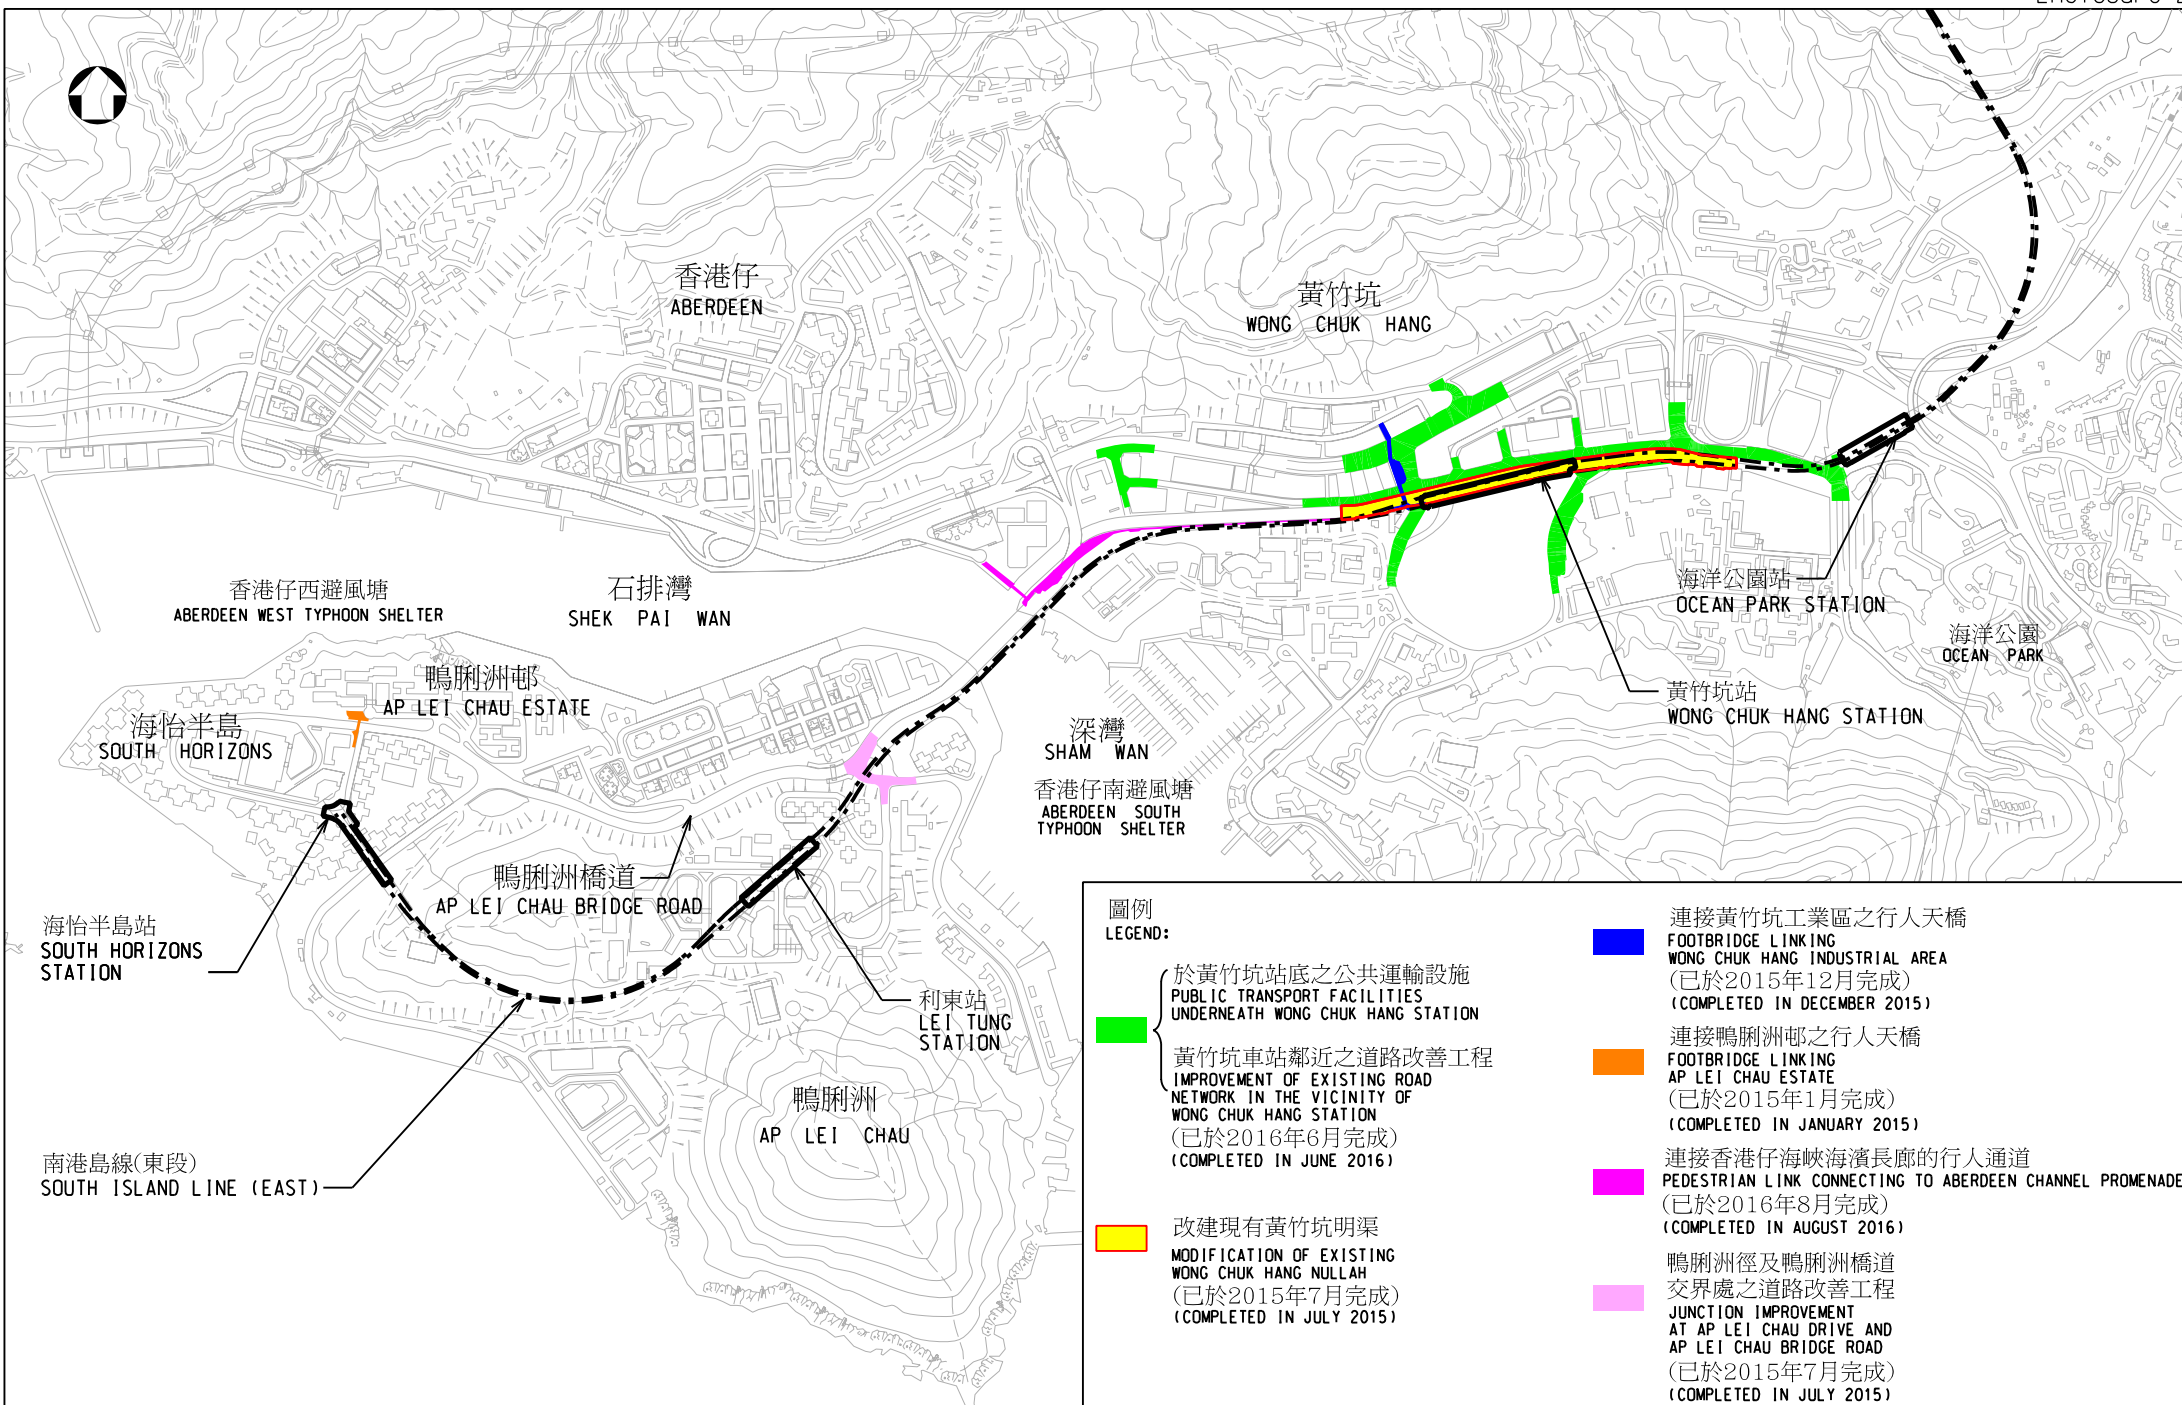 香港仔
ABERDEEN
黃竹坑
WONG CHUK HANG
香港仔西避風塘
ABERDEEN WEST TYPHOON SHELTER
石排灣
SHEK PAI WAN
海洋公園站
OCEAN PARK STATION
海洋公園
OCEAN PARK
鴨脷洲邨
AP LEI CHAU ESTATE
海怡半島
SOUTH HORIZONS
黃竹坑站
WONG CHUK HANG STATION
深灣
SHAM WAN
香港仔南避風塘
ABERDEEN SOUTH
TYPHOON SHELTER
鴨脷洲橋道
AP LEI CHAU BRIDGE ROAD
海怡半島站
SOUTH HORIZONS
STATION
利東站
LEI TUNG
STATION
鴨脷洲
AP LEI CHAU
南港島線(東段)
SOUTH ISLAND LINE (EAST)
圖例
LEGEND:
於黃竹坑站底之公共運輸設施
PUBLIC TRANSPORT FACILITIES
UNDERNEATH WONG CHUK HANG STATION
黃竹坑車站鄰近之道路改善工程
IMPROVEMENT OF EXISTING ROAD
NETWORK IN THE VICINITY OF
WONG CHUK HANG STATION
(已於2016年6月完成)
(COMPLETED IN JUNE 2016)
改建現有黃竹坑明渠
MODIFICATION OF EXISTING
WONG CHUK HANG NULLAH
(已於2015年7月完成)
(COMPLETED IN JULY 2015)
連接黃竹坑工業區之行人天橋
FOOTBRIDGE LINKING
WONG CHUK HANG INDUSTRIAL AREA
(已於2015年12月完成)
(COMPLETED IN DECEMBER 2015)
連接鴨脷洲邨之行人天橋
FOOTBRIDGE LINKING
AP LEI CHAU ESTATE
(已於2015年1月完成)
(COMPLETED IN JANUARY 2015)
連接香港仔海峽海濱長廊的行人通道
PEDESTRIAN LINK CONNECTING TO ABERDEEN CHANNEL PROMENADE
(已於2016年8月完成)
(COMPLETED IN AUGUST 2016)
鴨脷洲徑及鴨脷洲橋道
交界處之道路改善工程
JUNCTION IMPROVEMENT
AT AP LEI CHAU DRIVE AND
AP LEI CHAU BRIDGE ROAD
(已於2015年7月完成)
(COMPLETED IN JULY 2015)